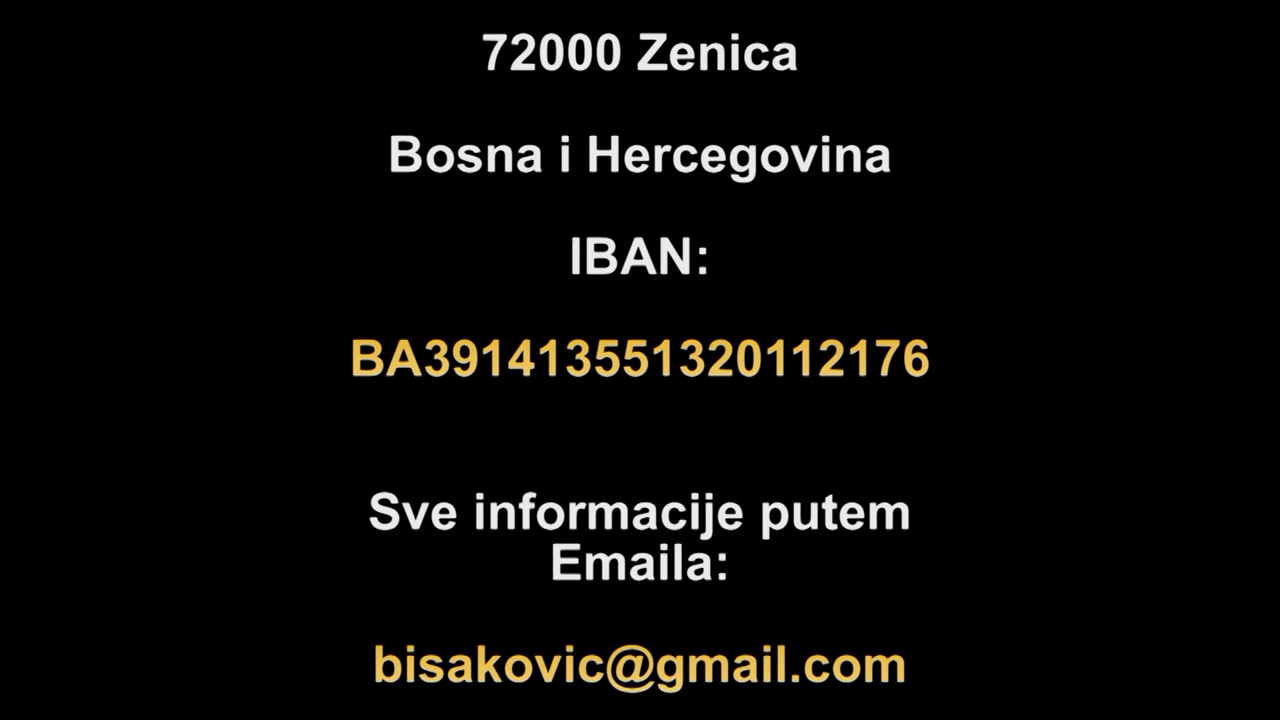 72000 Zenica
Bosna i Hercegovina
IBAN:
BA391413551320112176
Sve informacije putem
Emaila:
bisakovic@gmail.com